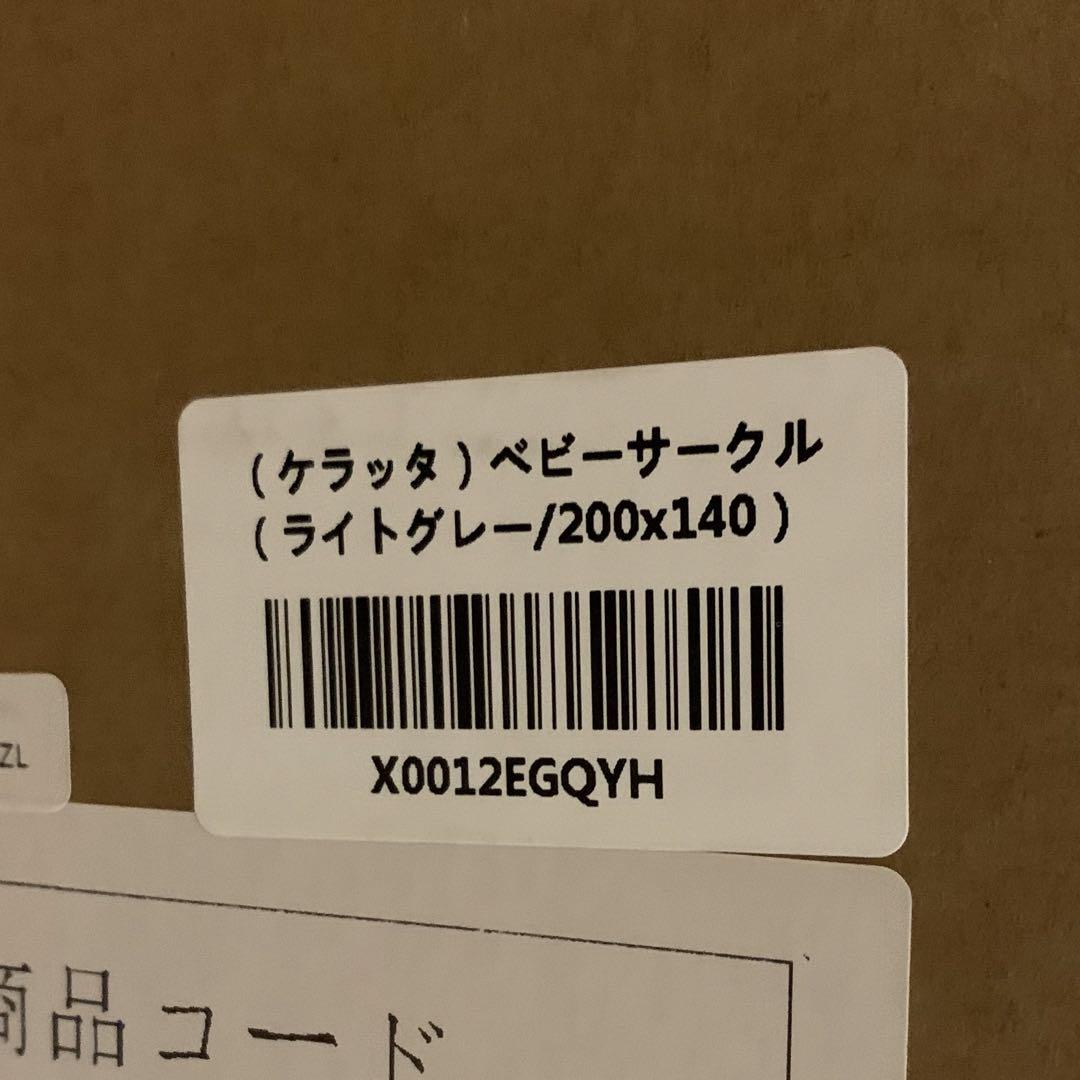 (ケラッタ)ベビーサークル
(ライトグレー/200x140)
X0012EGQYH
ZL
商品コード